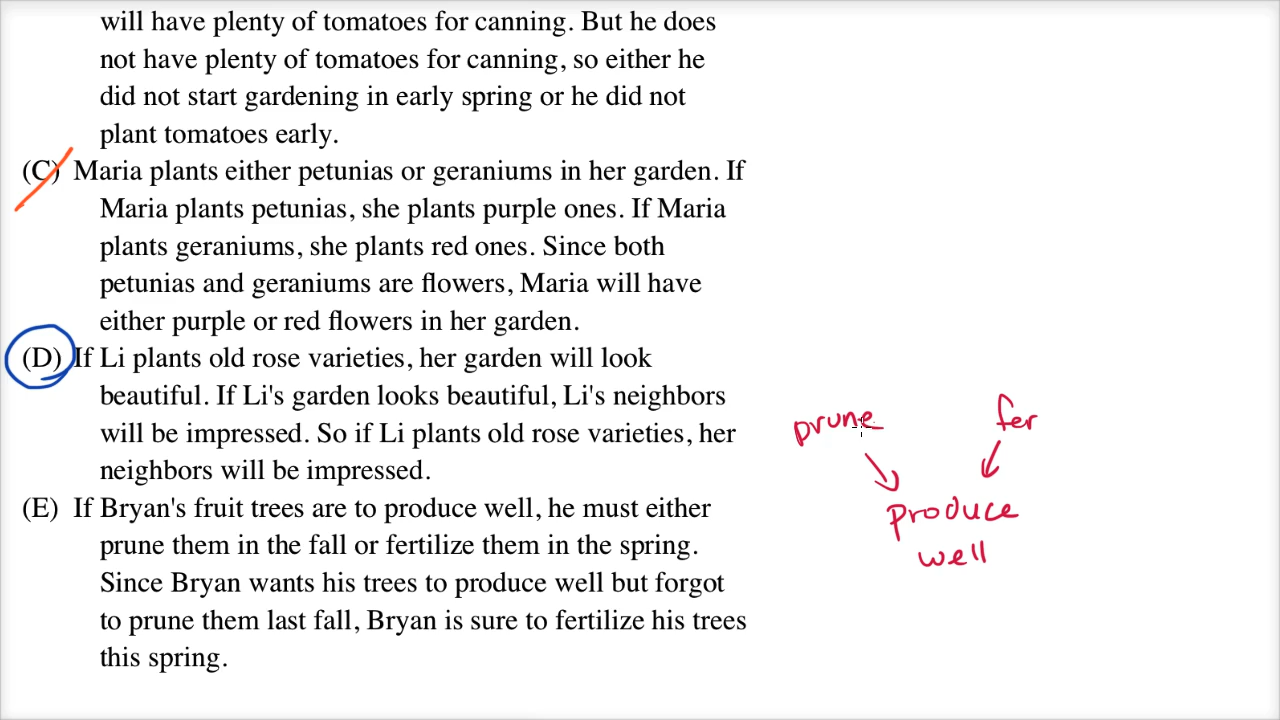 will have plenty of tomatoes for canning. But he does
not have plenty of tomatoes for canning, so either he
did not start gardening in early spring or he did not
plant tomatoes early.
(C) Maria plants either petunias or geraniums in her garden. If
Maria plants petunias, she plants purple ones. If Maria
plants geraniums, she plants red ones. Since both
petunias and geraniums are flowers, Maria will have
either purple or red flowers in her garden.
(D) If Li plants old rose varieties, her garden will look
beautiful. If Li's garden looks beautiful, Li's neighbors
will be impressed. So if Li plants old rose varieties, her
neighbors will be impressed.
(E) If Bryan's fruit trees are to produce well, he must either
prune them in the fall or fertilize them in the spring.
Since Bryan wants his trees to produce well but forgot
to prune them last fall, Bryan is sure to fertilize his trees
this spring.
prune fer
produce
well